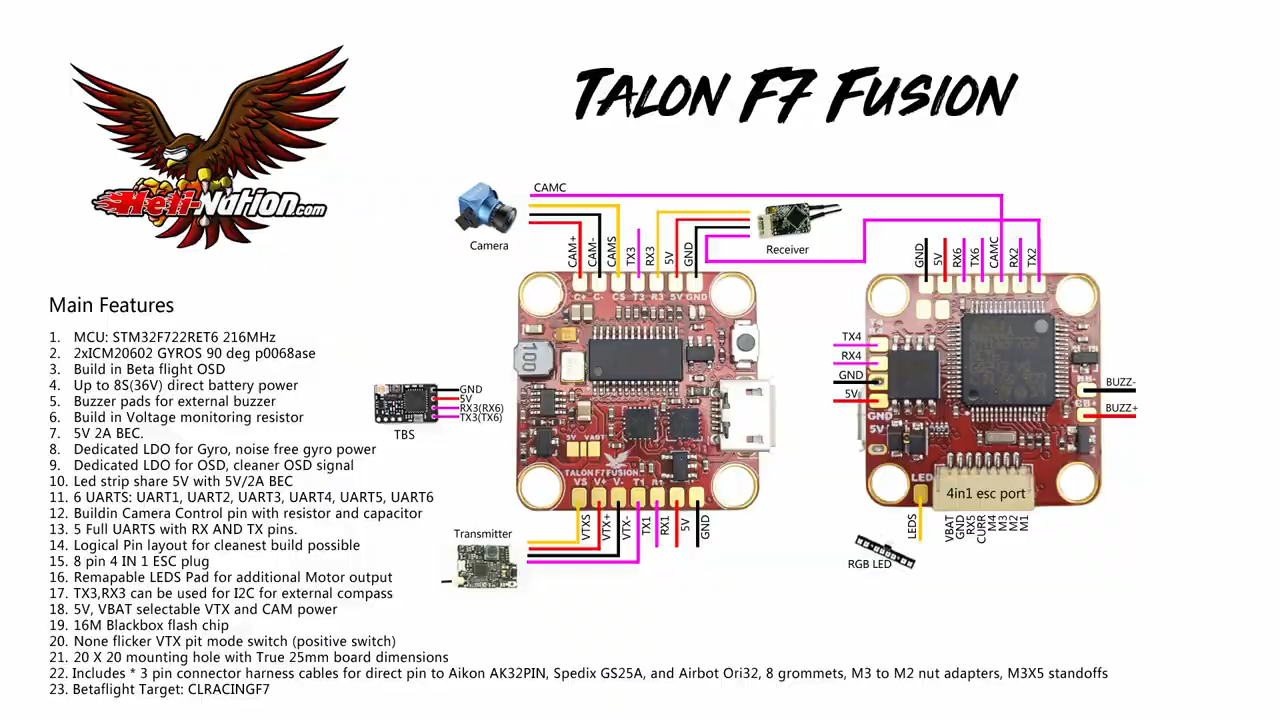 TALON F7 FUSION
Heli-Nation.com
CAMC
Camera
CAM+
CAM-
CAMS
TX3
RX3
5V
GND
Receiver
GND
5V
RX6
TX6
CAMC
RX2
TX2
C+ C- CS T3 R3 5V GND
100
5V VBAT
TALON F7 FUSION
VS V+ V- T1 R1
VTXS
VTX+
VTX-
TX1
RX1
5V
GND
GND
5V
RX3(RX6)
TX3(TX6)
TBS
Transmitter
TX4
RX4
GND
5V
T4
R4
GND
5V
BUZZ-
BUZZ+
LED
4in1 esc port
LEDS
VBAT
GND
RX5
CURR
M4
M3
M2
M1
RGB LED
Main Features
1. MCU: STM32F722RET6 216MHz
2. 2xICM20602 GYROS 90 deg p0068ase
3. Build in Beta flight OSD
4. Up to 8S(36V) direct battery power
5. Buzzer pads for external buzzer
6. Build in Voltage monitoring resistor
7. 5V 2A BEC.
8. Dedicated LDO for Gyro, noise free gyro power
9. Dedicated LDO for OSD, cleaner OSD signal
10. Led strip share 5V with 5V/2A BEC
11. 6 UARTS: UART1, UART2, UART3, UART4, UART5, UART6
12. Buildin Camera Control pin with resistor and capacitor
13. 5 Full UARTS with RX AND TX pins.
14. Logical Pin layout for cleanest build possible
15. 8 pin 4 IN 1 ESC plug
16. Remapable LEDS Pad for additional Motor output
17. TX3,RX3 can be used for I2C for external compass
18. 5V, VBAT selectable VTX and CAM power
19. 16M Blackbox flash chip
20. None flicker VTX pit mode switch (positive switch)
21. 20 X 20 mounting hole with True 25mm board dimensions
22. Includes * 3 pin connector harness cables for direct pin to Aikon AK32PIN, Spedix GS25A, and Airbot Ori32, 8 grommets, M3 to M2 nut adapters, M3X5 standoffs
23. Betaflight Target: CLRACINGF7